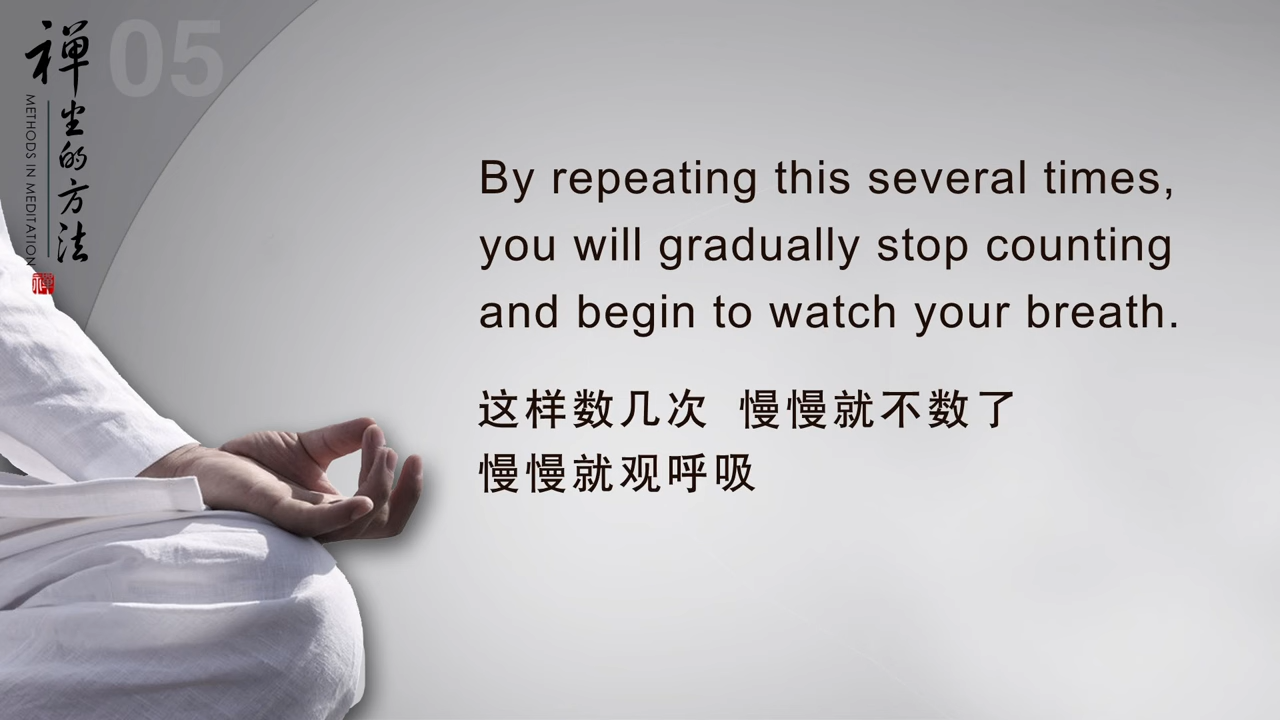 05
禅坐的方法
METHODS IN MEDITATION
禅
By repeating this several times,
you will gradually stop counting
and begin to watch your breath.
这样数几次 慢慢就不数了
慢慢就观呼吸